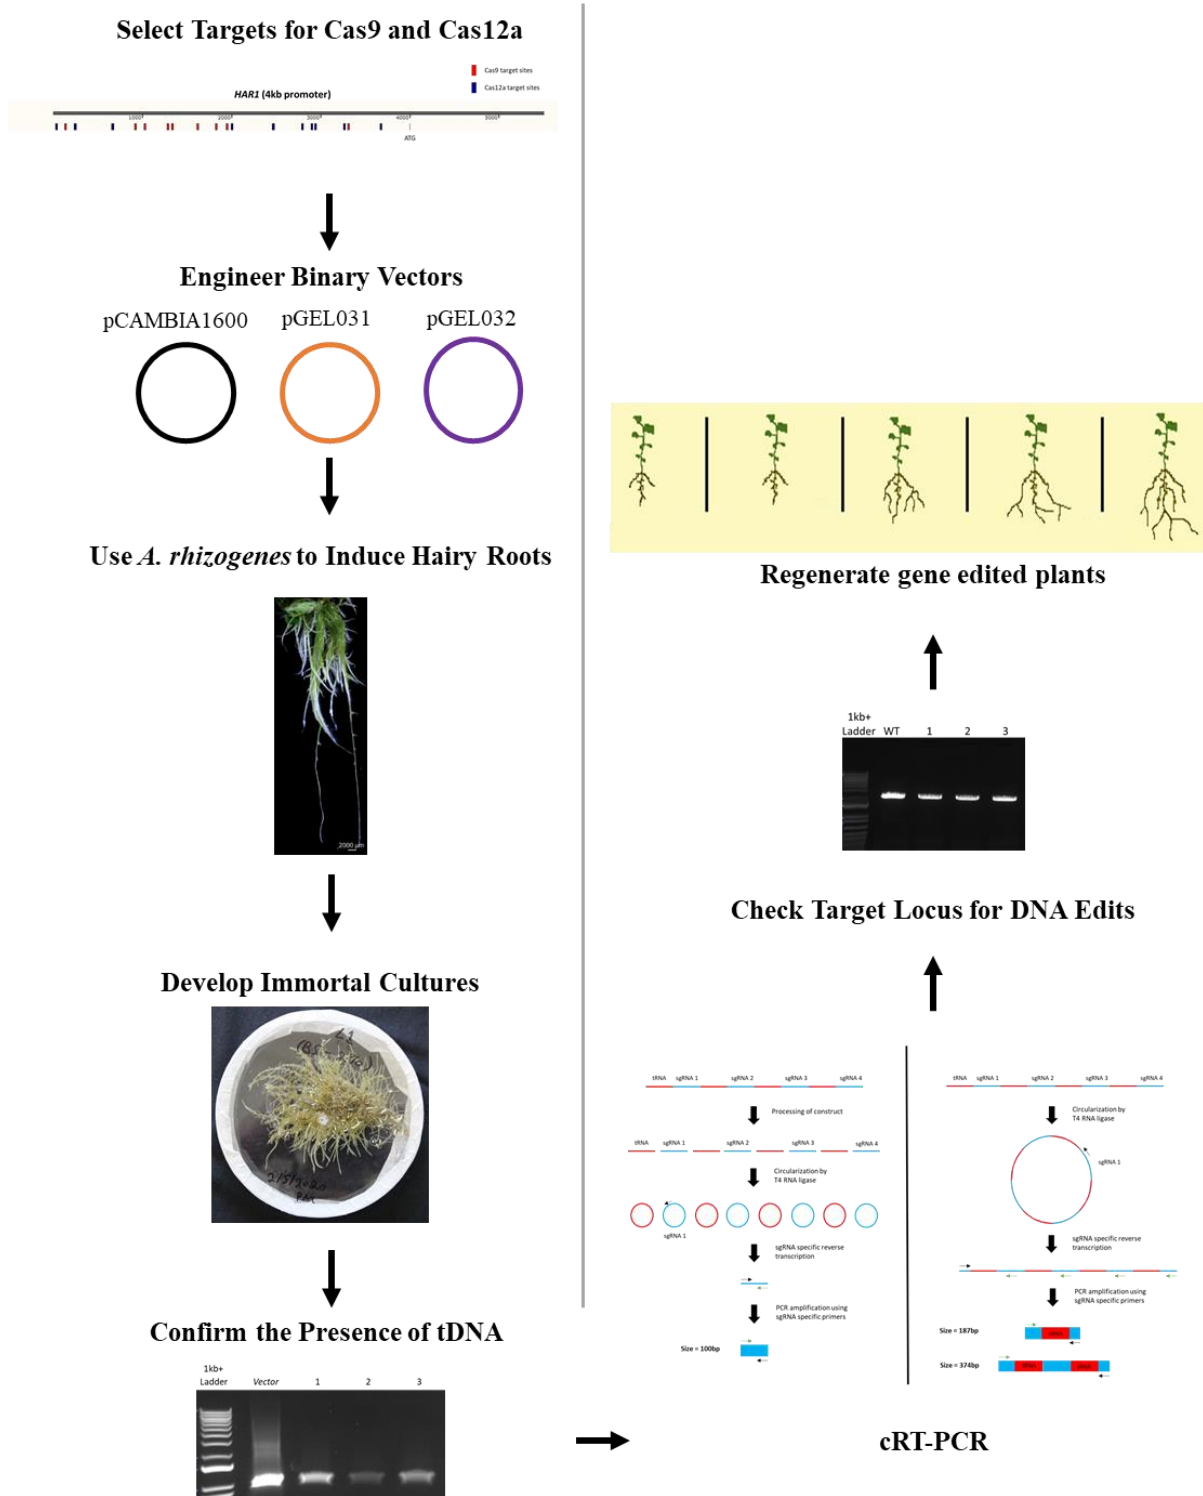 Select Targets for Cas9 and Cas12a
Cas9 target sites
Cas12a target sites
HAR1 (4kb promoter)
1000 2000 3000 4000 5000
ATG
Engineer Binary Vectors
pCAMBIA1600 pGEL031 pGEL032
Use A. rhizogenes to Induce Hairy Roots
2000 µm
Develop Immortal Cultures
L1
2/5/2020
Confirm the Presence of tDNA
1kb+
Ladder Vector 1 2 3
cRT-PCR
tRNA sgRNA 1 sgRNA 2 sgRNA 3 sgRNA 4
Processing of construct
tRNA sgRNA 1 sgRNA 2 sgRNA 3 sgRNA 4
Circularization by
T4 RNA ligase
sgRNA 1
sgRNA specific reverse
transcription
PCR amplification using
sgRNA specific primers
Size = 100bp
tRNA sgRNA 1 sgRNA 2 sgRNA 3 sgRNA 4
Circularization by
T4 RNA ligase
sgRNA 1
sgRNA specific reverse
transcription
PCR amplification using
sgRNA specific primers
Size = 187bp
tRNA
Size = 374bp
tRNA tRNA
Check Target Locus for DNA Edits
1kb+
Ladder WT 1 2 3
Regenerate gene edited plants